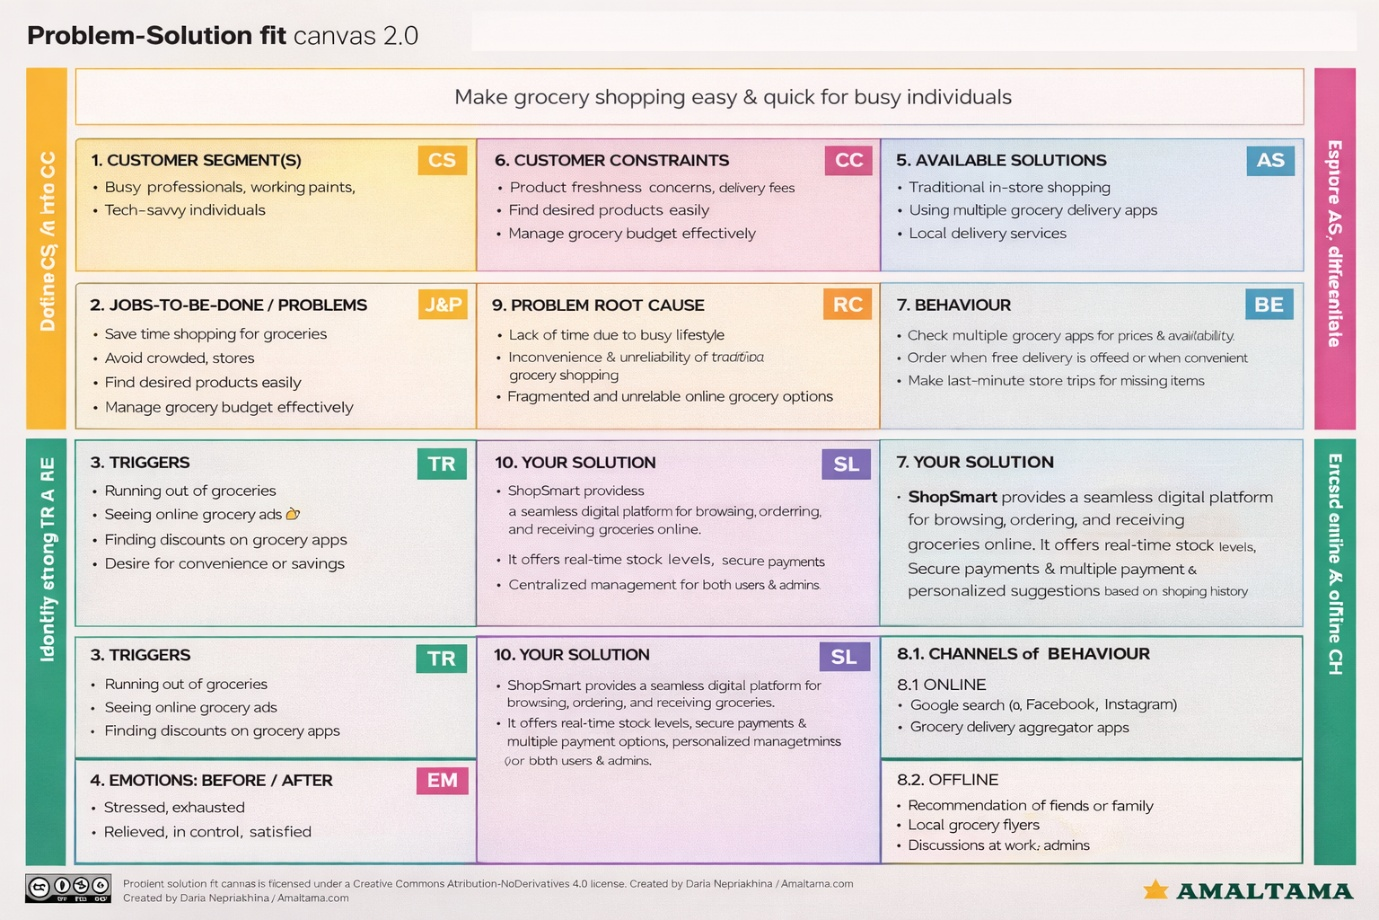 Problem-Solution fit canvas 2.0
Make grocery shopping easy & quick for busy individuals
1. CUSTOMER SEGMENT(S)
CS
• Busy professionals, working paints,
• Tech-savvy individuals
6. CUSTOMER CONSTRAINTS
CC
• Product freshness concerns, delivery fees
• Find desired products easily
• Manage grocery budget effectively
5. AVAILABLE SOLUTIONS
AS
• Traditional in-store shopping
• Using multiple grocery delivery apps
• Local delivery services
2. JOBS-TO-BE-DONE / PROBLEMS
J&P
• Save time shopping for groceries
• Avoid crowded, stores
• Find desired products easily
• Manage grocery budget effectively
9. PROBLEM ROOT CAUSE
RC
• Lack of time due to busy lifestyle
• Inconvenience & unreliability of
grocery shopping
• Fragmented and unrelable online grocery options
7. BEHAVIOUR
BE
• Check multiple grocery apps for prices & availability.
• Order when free delivery is offeed or when convenient
• Make last-minute store trips for missing items
3. TRIGGERS
TR
• Running out of groceries
• Seeing online grocery ads
• Finding discounts on grocery apps
• Desire for convenience or savings
10. YOUR SOLUTION
SL
• ShopSmart providess
a seamless digital platform for browsing, orderring,
and receiving groceries online.
• It offers real-time stock levels, secure payments
• Centralized management for both users & admins.
7. YOUR SOLUTION
• ShopSmart provides a seamless digital platform
for browsing, ordering, and receiving
groceries online. It offers real-time stock levels,
Secure payments & multiple payment &
personalized suggestions based on shoping history
3. TRIGGERS
TR
• Running out of groceries
• Seeing online grocery ads
• Finding discounts on grocery apps
10. YOUR SOLUTION
SL
• ShopSmart provides a seamless digital platform for
browsing, ordering, and receiving groceries.
• It offers real-time stock levels, secure payments &
multiple payment options, personalized
users & admins.
8.1. CHANNELS of BEHAVIOUR
8.1 ONLINE
• Google search Facebook, Instagram)
• Grocery delivery aggregator apps
4. EMOTIONS: BEFORE / AFTER
EM
• Stressed, exhausted
• Relieved, in control, satisfied
8.2. OFFLINE
• Recommendation of fiends or family
• Local grocery flyers
• Discussions at work, admins
Identify strong TR
solution fit canvas is licensed under a Creative Commons Atribution-NoDerivatives 4.0 license. Created by Daria Nepriakhina / Amaltama.com
Created by Daria Nepriakhina / Amaltama.com
AMALTAMA